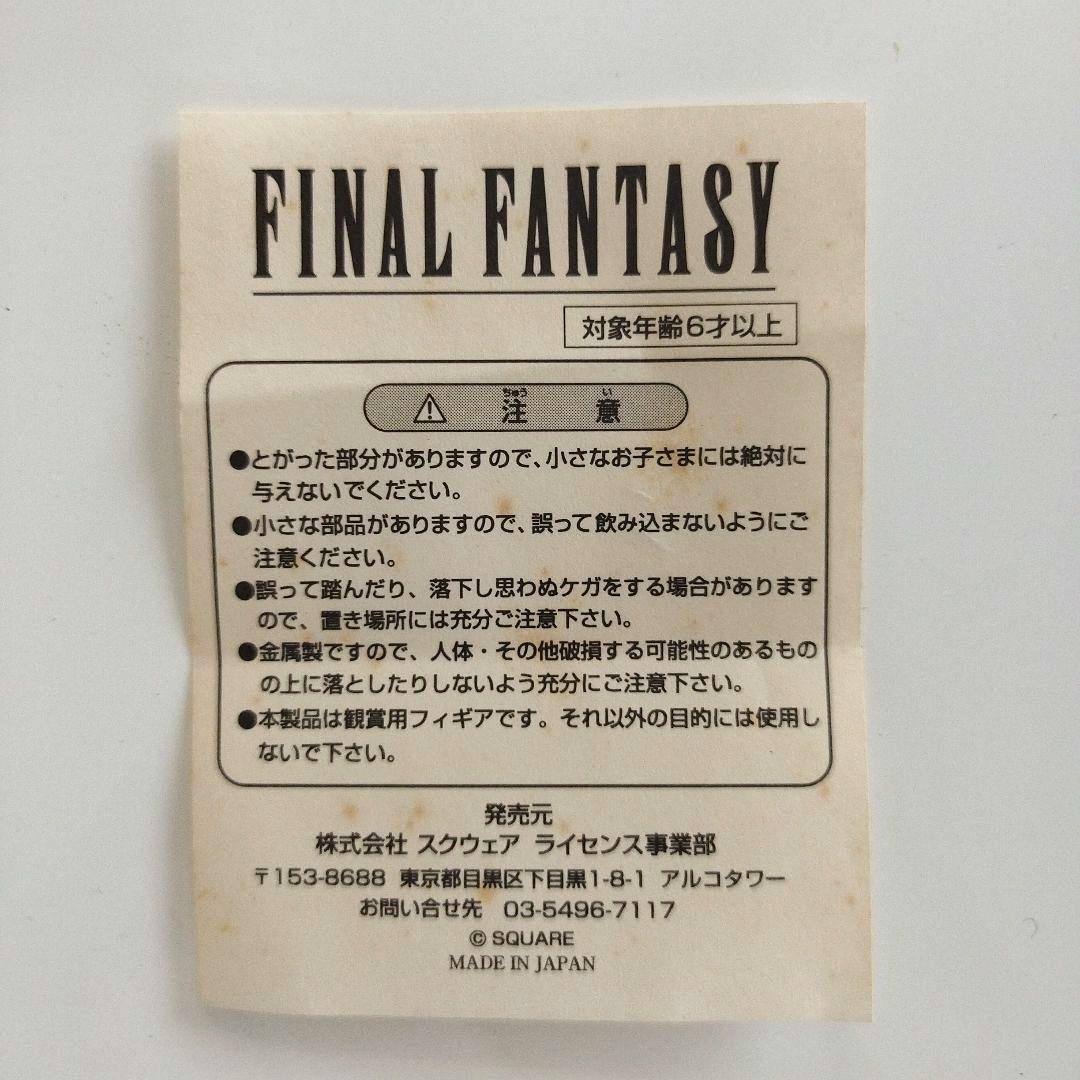 FINAL FANTASY
対象年齢6才以上
ちゅう い
⚠ 注 意
●とがった部分がありますので、小さなお子さまには絶対に
与えないでください。
●小さな部品がありますので、誤って飲み込まないようにご
注意ください。
●誤って踏んだり、落下し思わぬケガをする場合があります
ので、置き場所には充分ご注意下さい。
●金属製ですので、人体・その他破損する可能性のあるもの
の上に落としたりしないよう充分にご注意下さい。
●本製品は観賞用フィギアです。それ以外の目的には使用し
ないで下さい。
発売元
株式会社 スクウェア ライセンス事業部
〒153-8688 東京都目黒区下目黒1-8-1 アルコタワー
お問い合せ先 03-5496-7117
© SQUARE
MADE IN JAPAN